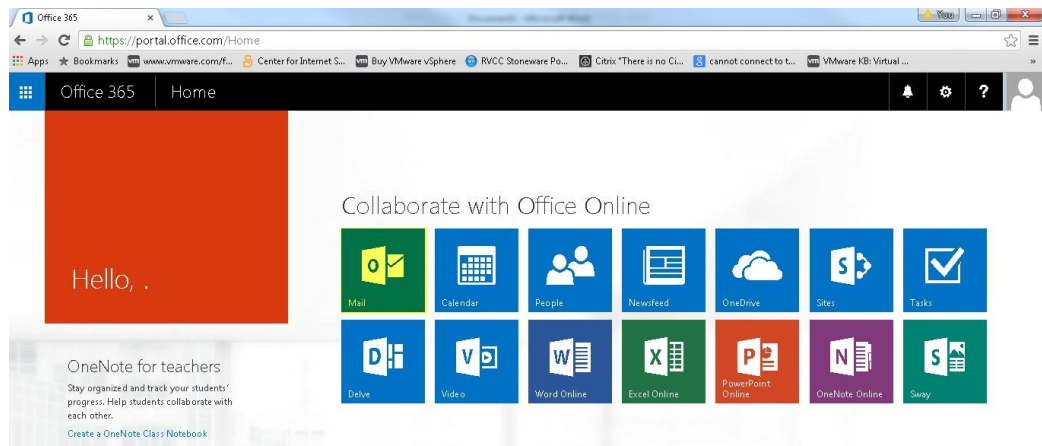 Office 365
Document1 - Microsoft Word
You
https://portal.office.com/Home
Apps Bookmarks www.vmware.com/f... Center for Internet S... Buy VMware vSphere RVCC Stoneware Po... Citrix "There is no Ci... cannot connect to t... VMware KB: Virtual ... »
Office 365 Home ?
Collaborate with Office Online
Hello, .
Mail Calendar People Newsfeed OneDrive Sites Tasks
Delve Video Word Online Excel Online PowerPoint Online OneNote Online Sway
OneNote for teachers
Stay organized and track your students'
progress. Help students collaborate with
each other.
Create a OneNote Class Notebook